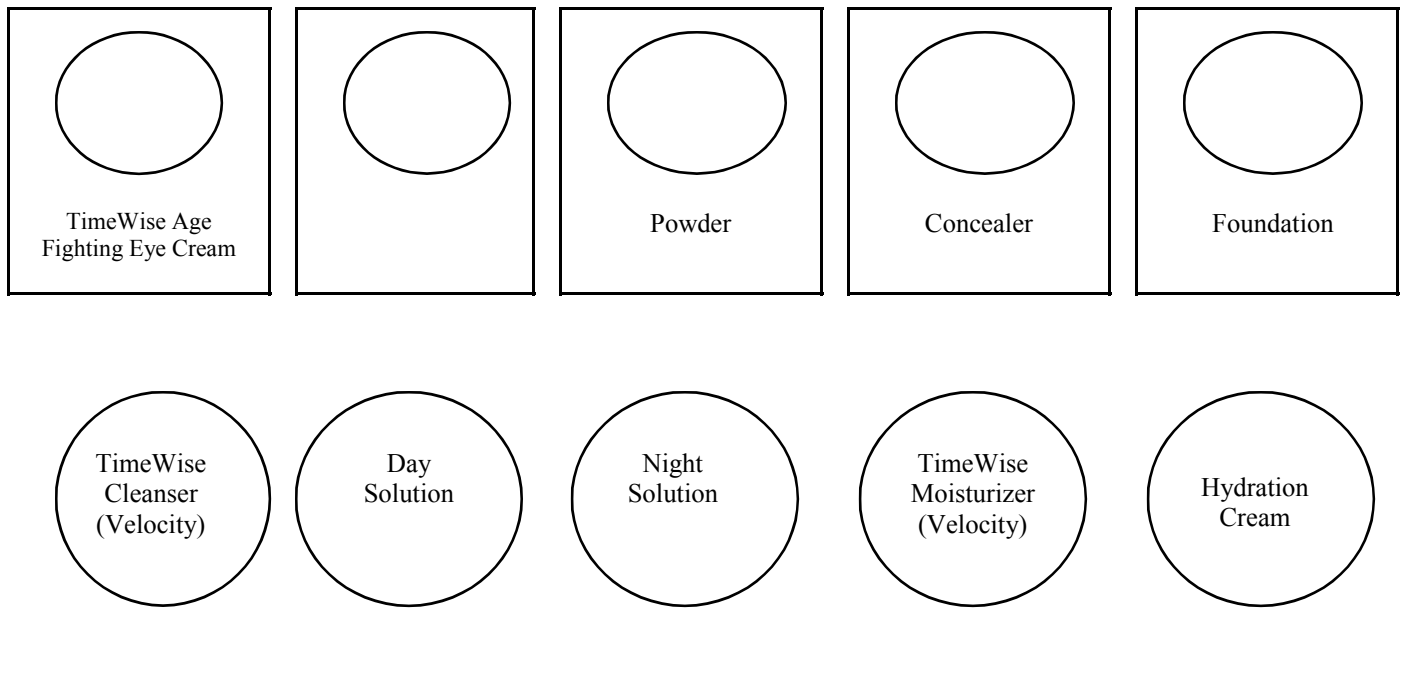 TimeWise Age
Fighting Eye Cream
Powder
Concealer
Foundation
TimeWise
Cleanser
(Velocity)
Day
Solution
Night
Solution
TimeWise
Moisturizer
(Velocity)
Hydration
Cream